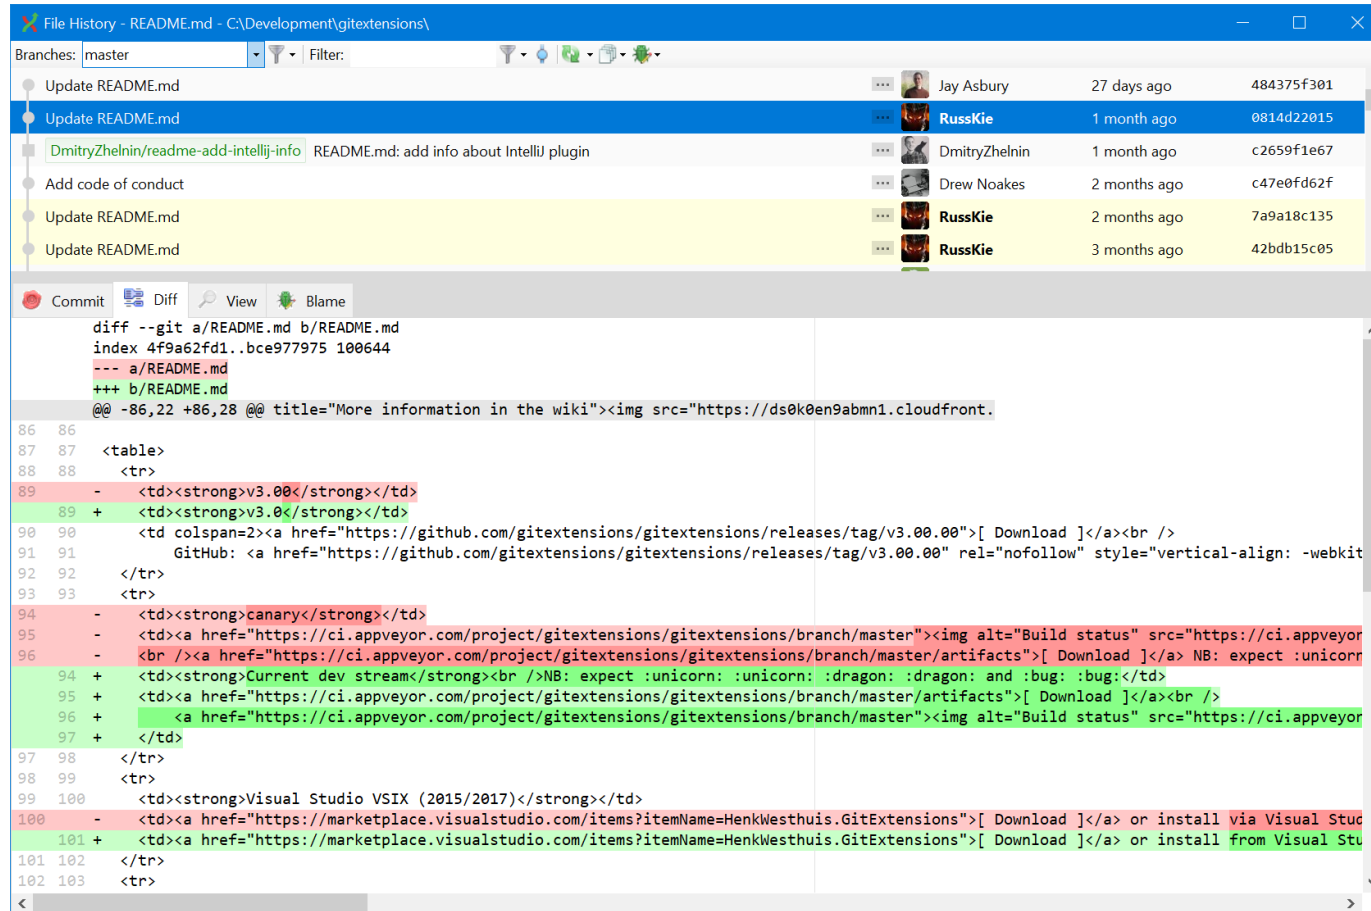 File History - README.md - C:\Development\gitextensions\
Branches: master Filter:
Update README.md Jay Asbury 27 days ago 484375f301
Update README.md RussKie 1 month ago 0814d22015
DmitryZhelnin/readme-add-intellij-info README.md: add info about IntelliJ plugin DmitryZhelnin 1 month ago c2659f1e67
Add code of conduct Drew Noakes 2 months ago c47e0fd62f
Update README.md RussKie 2 months ago 7a9a18c135
Update README.md RussKie 3 months ago 42bdb15c05
Commit Diff View Blame
diff --git a/README.md b/README.md
index 4f9a62fd1..bce977975 100644
--- a/README.md
+++ b/README.md
@@ -86,22 +86,28 @@ title="More information in the wiki"><img src="https://ds0k0en9abmn1.cloudfront.
86 86
87 87 <table>
88 88 <tr>
89 - <td><strong>v3.00</strong></td>
89 + <td><strong>v3.0</strong></td>
90 90 <td colspan=2><a href="https://github.com/gitextensions/gitextensions/releases/tag/v3.00.00">[ Download ]</a><br />
91 91 GitHub: <a href="https://github.com/gitextensions/gitextensions/releases/tag/v3.00.00" rel="nofollow" style="vertical-align: -webkit
92 92 </tr>
93 93 <tr>
94 - <td><strong>canary</strong></td>
95 - <td><a href="https://ci.appveyor.com/project/gitextensions/gitextensions/branch/master"><img alt="Build status" src="https://ci.appveyor
96 - <br /><a href="https://ci.appveyor.com/project/gitextensions/gitextensions/branch/master/artifacts">[ Download ]</a> NB: expect :unicorn
94 + <td><strong>Current dev stream</strong><br />NB: expect :unicorn: :unicorn: :dragon: :dragon: and :bug: :bug:</td>
95 + <td><a href="https://ci.appveyor.com/project/gitextensions/gitextensions/branch/master/artifacts">[ Download ]</a><br />
96 + <a href="https://ci.appveyor.com/project/gitextensions/gitextensions/branch/master"><img alt="Build status" src="https://ci.appveyor
97 + </td>
97 98 </tr>
98 99 <tr>
99 100 <td><strong>Visual Studio VSIX (2015/2017)</strong></td>
100 - <td><a href="https://marketplace.visualstudio.com/items?itemName=HenkWesthuis.GitExtensions">[ Download ]</a> or install via Visual Stud
101 + <td><a href="https://marketplace.visualstudio.com/items?itemName=HenkWesthuis.GitExtensions">[ Download ]</a> or install from Visual Stu
101 102 </tr>
102 103 <tr>